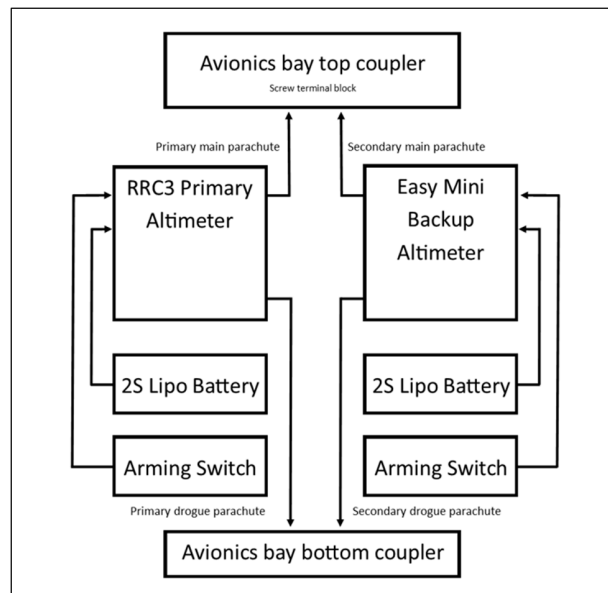 Avionics bay top coupler
Screw terminal block
Primary main parachute
Secondary main parachute
RRC3 Primary
Altimeter
Easy Mini
Backup
Altimeter
2S Lipo Battery
2S Lipo Battery
Arming Switch
Arming Switch
Primary drogue parachute
Secondary drogue parachute
Avionics bay bottom coupler